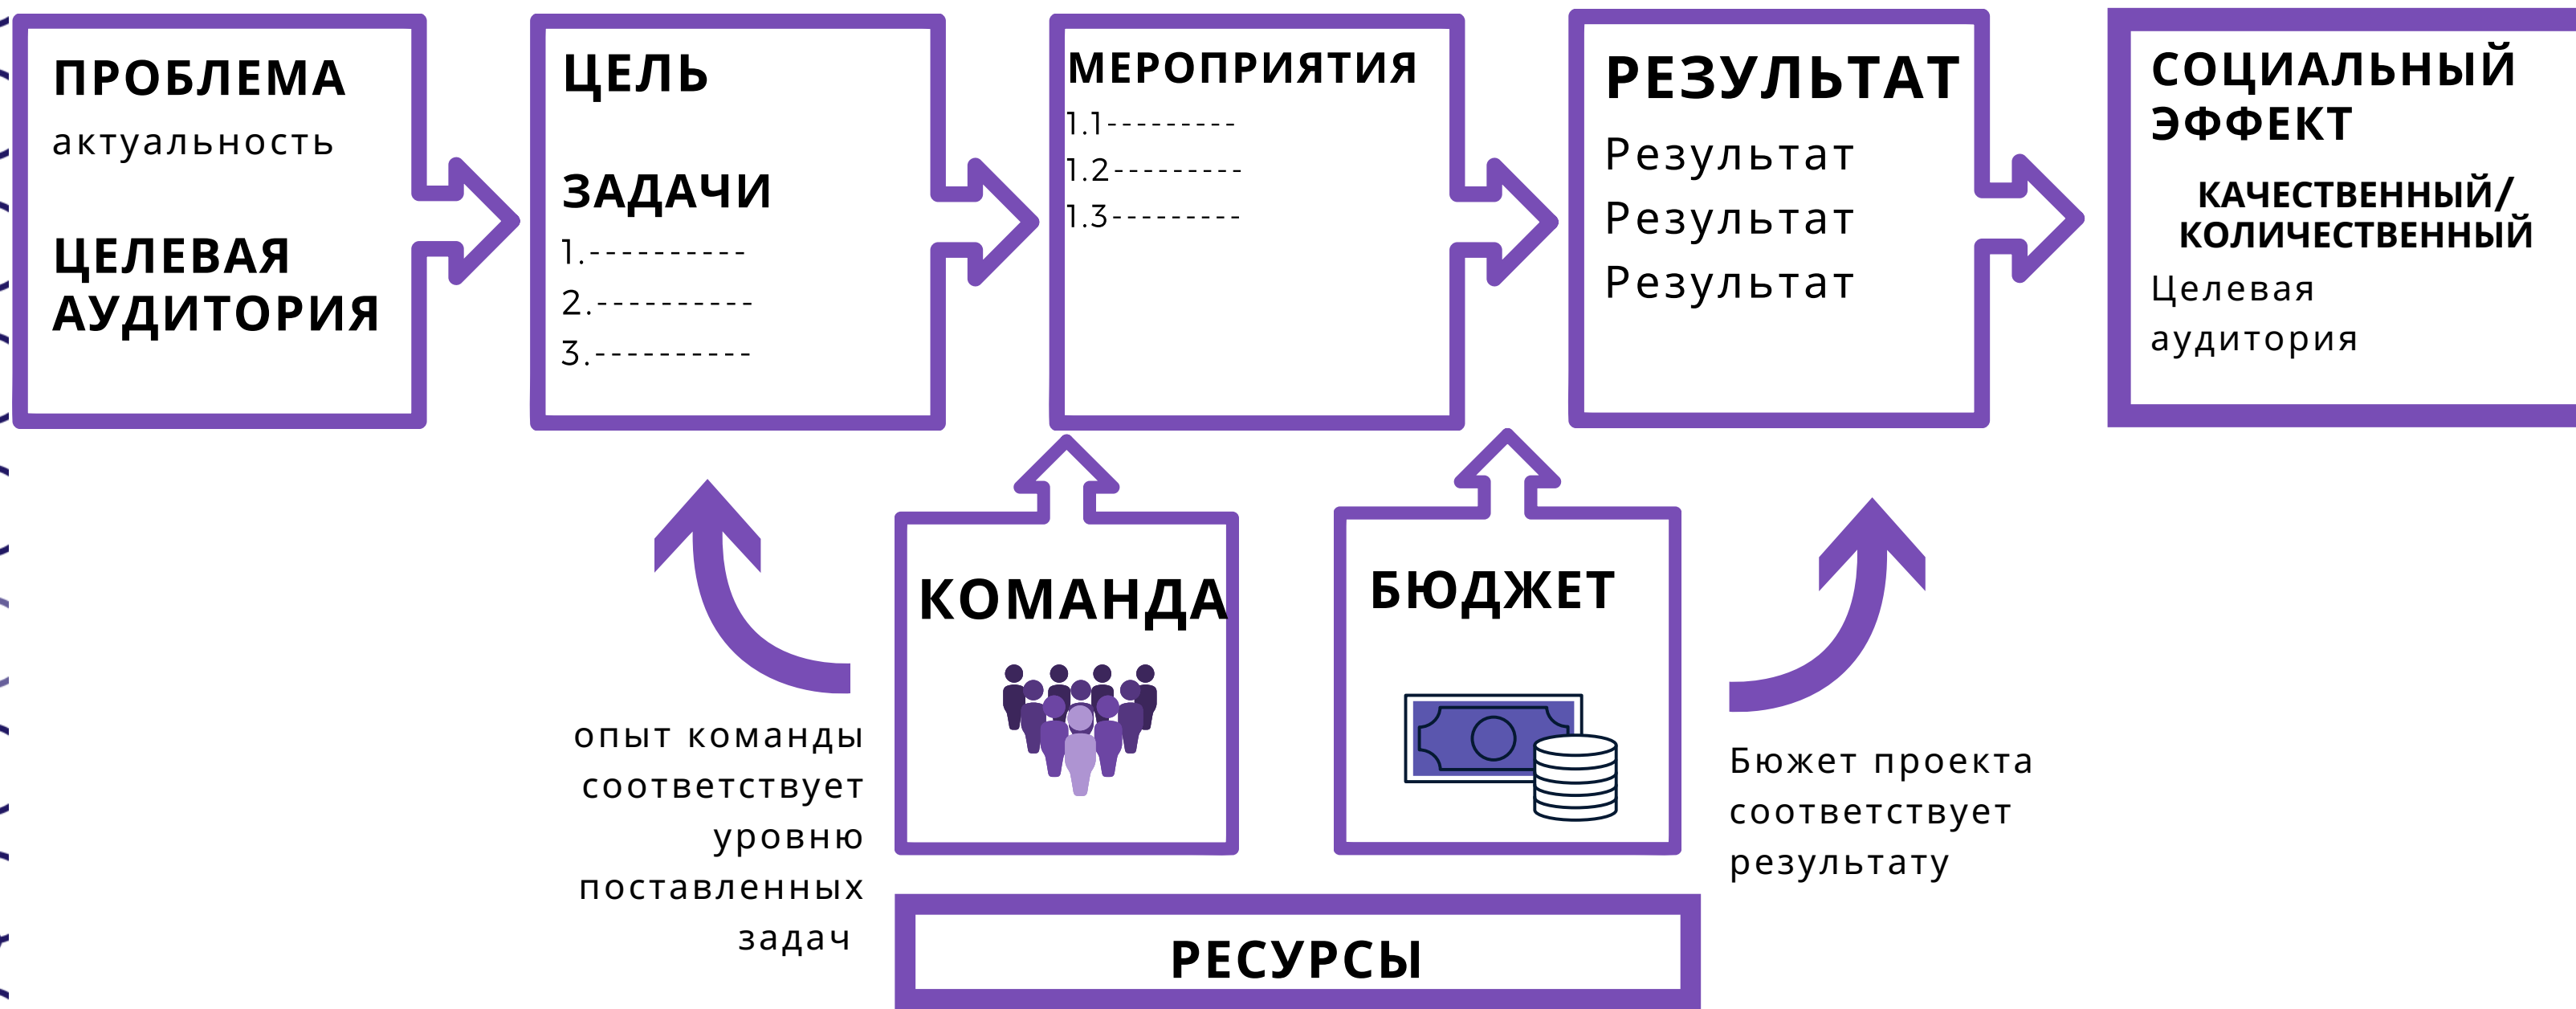 ПРОБЛЕМА
актуальность
ЦЕЛЕВАЯ
АУДИТОРИЯ
ЦЕЛЬ
ЗАДАЧИ
1.----------
2.----------
3.----------
МЕРОПРИЯТИЯ
1.1---------
1.2---------
1.3---------
РЕЗУЛЬТАТ
Результат
Результат
Результат
СОЦИАЛЬНЫЙ
ЭФФЕКТ
КАЧЕСТВЕННЫЙ/
КОЛИЧЕСТВЕННЫЙ
Целевая
аудитория
опыт команды
соответствует
уровню
поставленных
задач
КОМАНДА
БЮДЖЕТ
Бюжет проекта
соответствует
результату
РЕСУРСЫ